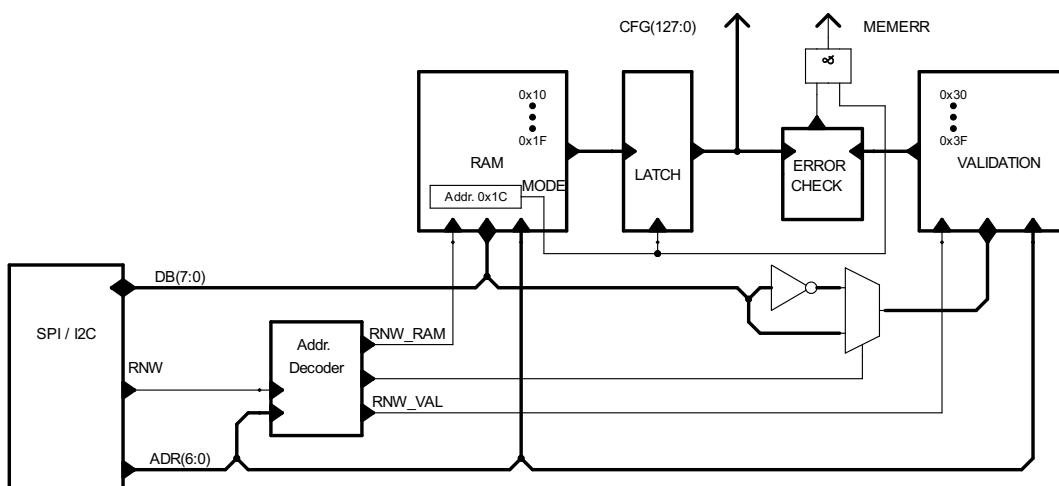 CFG(127:0)
MEMERR
&
0x10
0x1F
RAM
MODE
Addr. 0x1C
LATCH
ERROR
CHECK
0x30
0x3F
VALIDATION
DB(7:0)
SPI / I2C
RNW
Addr.
Decoder
RNW_RAM
RNW_VAL
ADR(6:0)